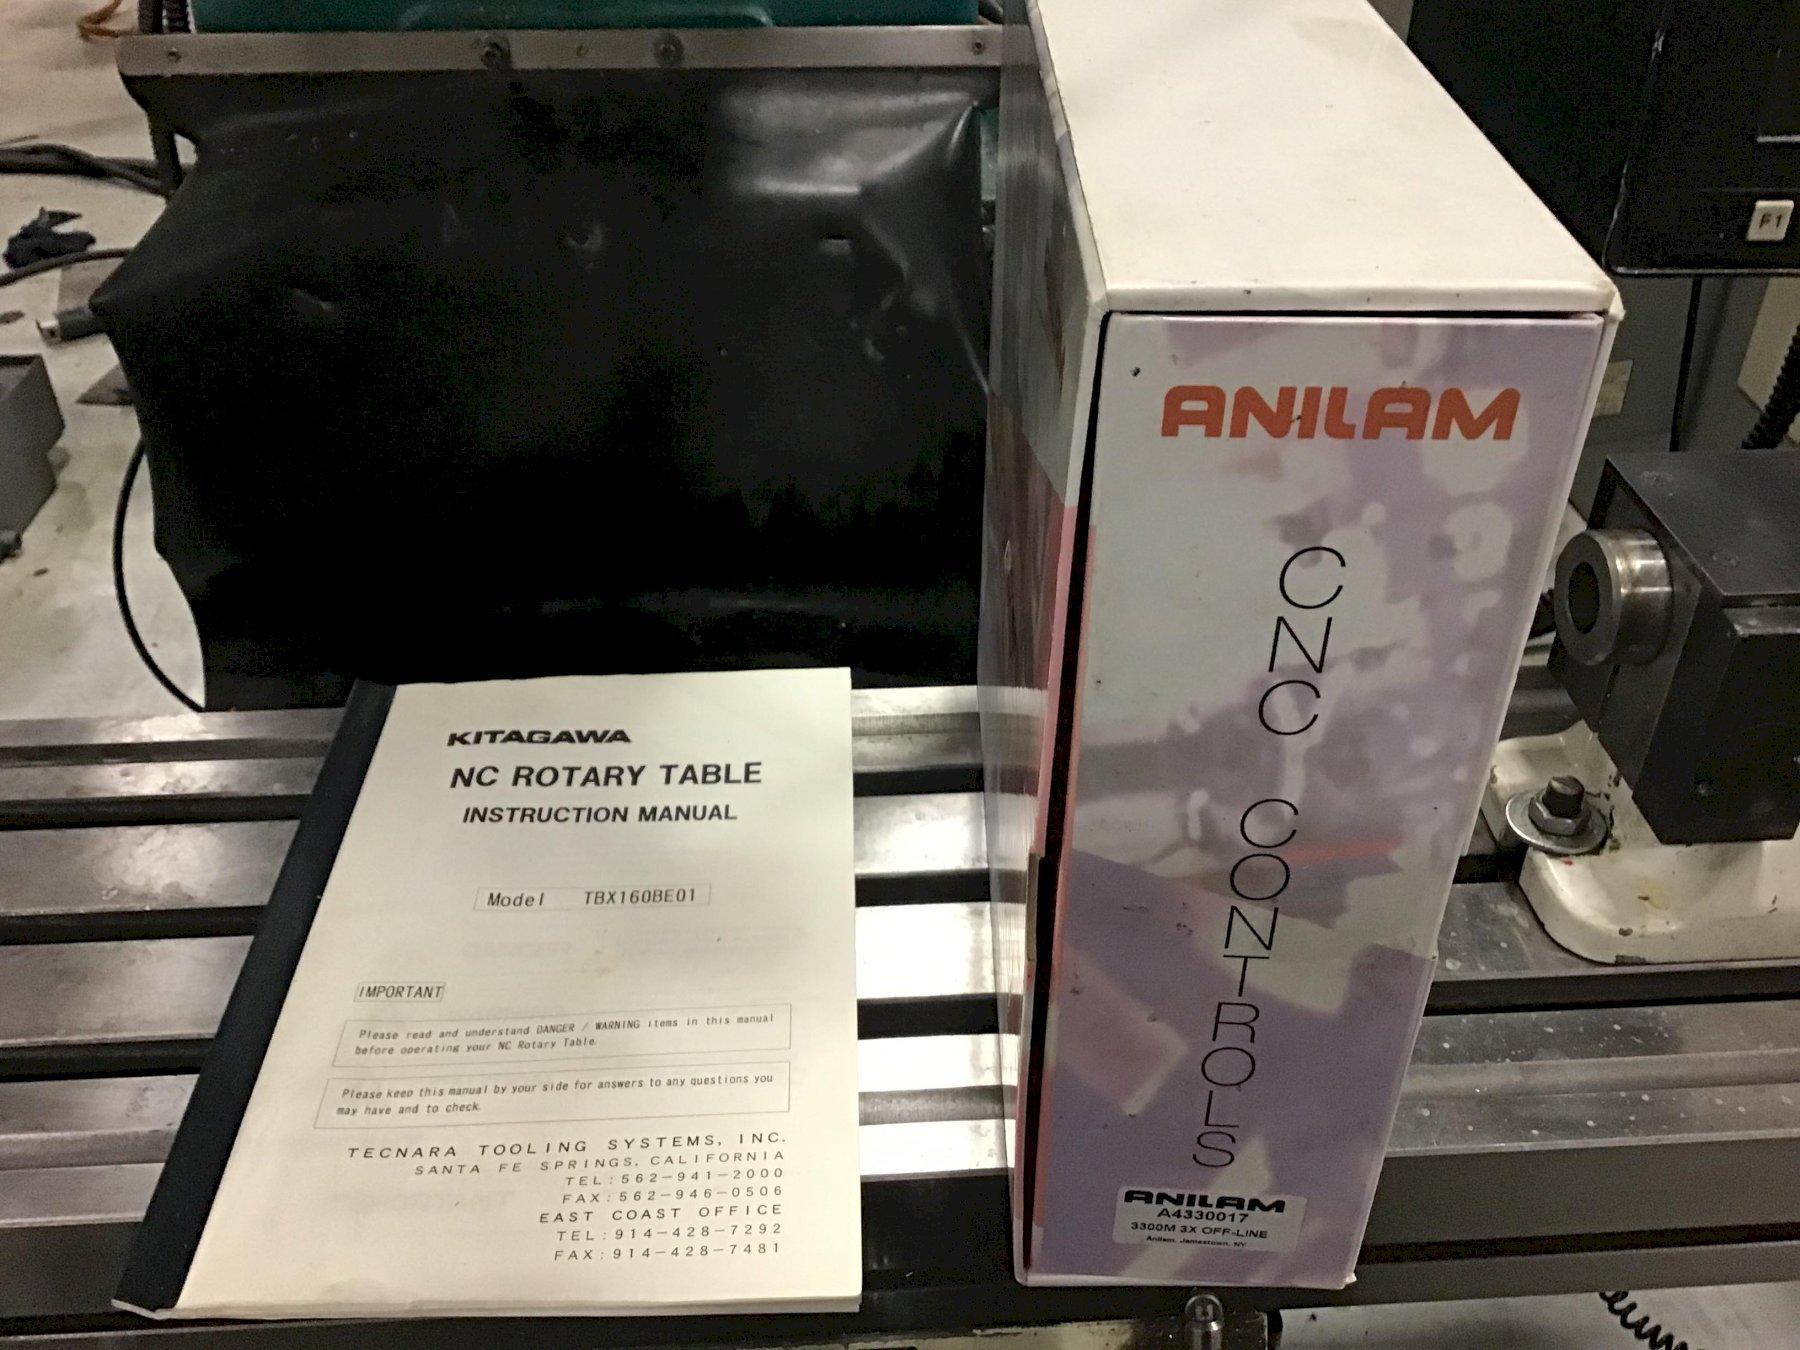 KITAGAWA
NC ROTARY TABLE
INSTRUCTION MANUAL
Model TBX160BE01
IMPORTANT
Please read and understand DANGER / WARNING items in this manual
before operating your NC Rotary Table.
Please keep this manual by your side for answers to any questions you
may have and to check.
TECNARA TOOLING SYSTEMS, INC.
SANTA FE SPRINGS, CALIFORNIA
TEL:562-941-2000
FAX:562-946-0506
EAST COAST OFFICE
TEL:914-428-7292
FAX:914-428-7481
ANILAM
CNC CONTROLS
ANILAM
A4330017
3300M 3X OFF-LINE
Anilam, Jamestown, NY
F1